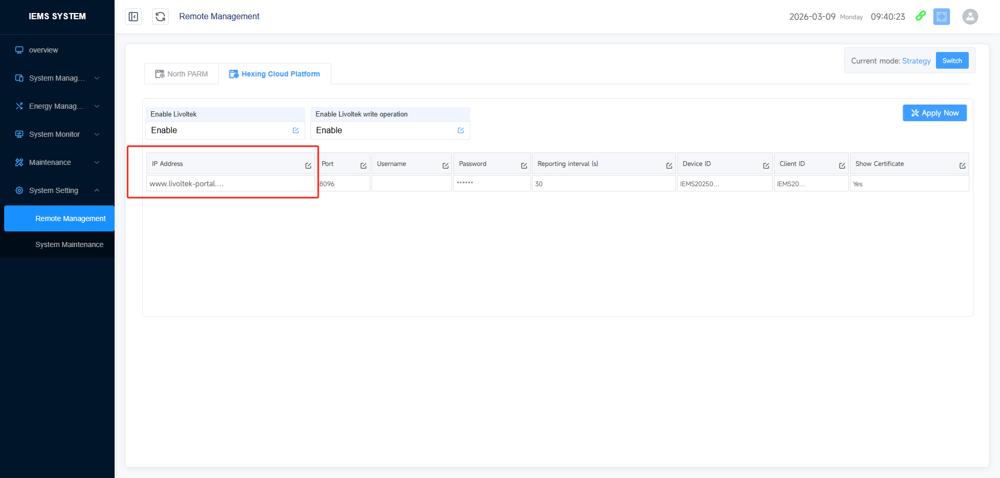 IEMS SYSTEM
Remote Management
2026-03-09 Monday 09:40:23
overview
System Manag...
Energy Manag...
System Monitor
Maintenance
System Setting
Remote Management
System Maintenance
Current mode: Strategy
Switch
North PARM
Hexing Cloud Platform
Enable Livoltek
Enable
Enable Livoltek write operation
Enable
Apply Now
IP Address Port Username Password Reporting interval (s) Device ID Client ID Show Certificate
www.livoltek-portal.... 8096 ****** 30 IEMS20250... IEMS20... Yes